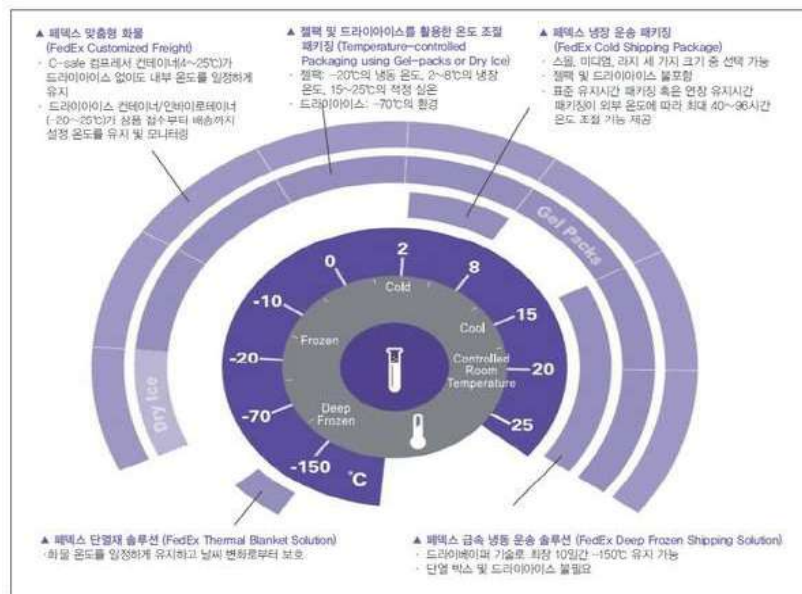 ▲ 페덱스 맞춤형 화물
(FedEx Customized Freight)
· C-sale 컴프레서 컨테이너(4~25℃)가
드라이아이스 없이도 내부 온도를 일정하게
유지
· 드라이아이스 컨테이너/인바이로테이너
(-20~25℃)가 상품 접수부터 배송까지
설정 온도를 유지 및 모니터링
▲ 젤팩 및 드라이아이스를 활용한 온도 조절
패키징 (Temperature-controlled
Packaging using Gel-packs or Dry Ice)
· 젤팩: -20℃의 냉동 온도, 2~8℃의 냉장
온도, 15~25℃의 적정 실온
· 드라이아이스: -70℃의 환경
▲ 페덱스 냉장 운송 패키징
(FedEx Cold Shipping Package)
· 스몰, 미디엄, 라지 세 가지 크기 중 선택 가능
· 젤팩 및 드라이아이스 불포함
· 표준 유지시간 패키징 혹은 연장 유지시간
패키징이 외부 온도에 따라 최대 40~96시간
온도 조절 기능 제공
Gel Packs
Dry Ice
-150
-70
-20
-10
0
2
8
15
20
25
℃
Deep
Frozen
Frozen
Cold
Cool
Controlled
Room
Temperature
▲ 페덱스 단열재 솔루션 (FedEx Thermal Blanket Solution)
· 화물 온도를 일정하게 유지하고 날씨 변화로부터 보호
▲ 페덱스 급속 냉동 운송 솔루션 (FedEx Deep Frozen Shipping Solution)
· 드라이베이퍼 기술로 최장 10일간 -150℃ 유지 가능
· 단열 박스 및 드라이아이스 불필요